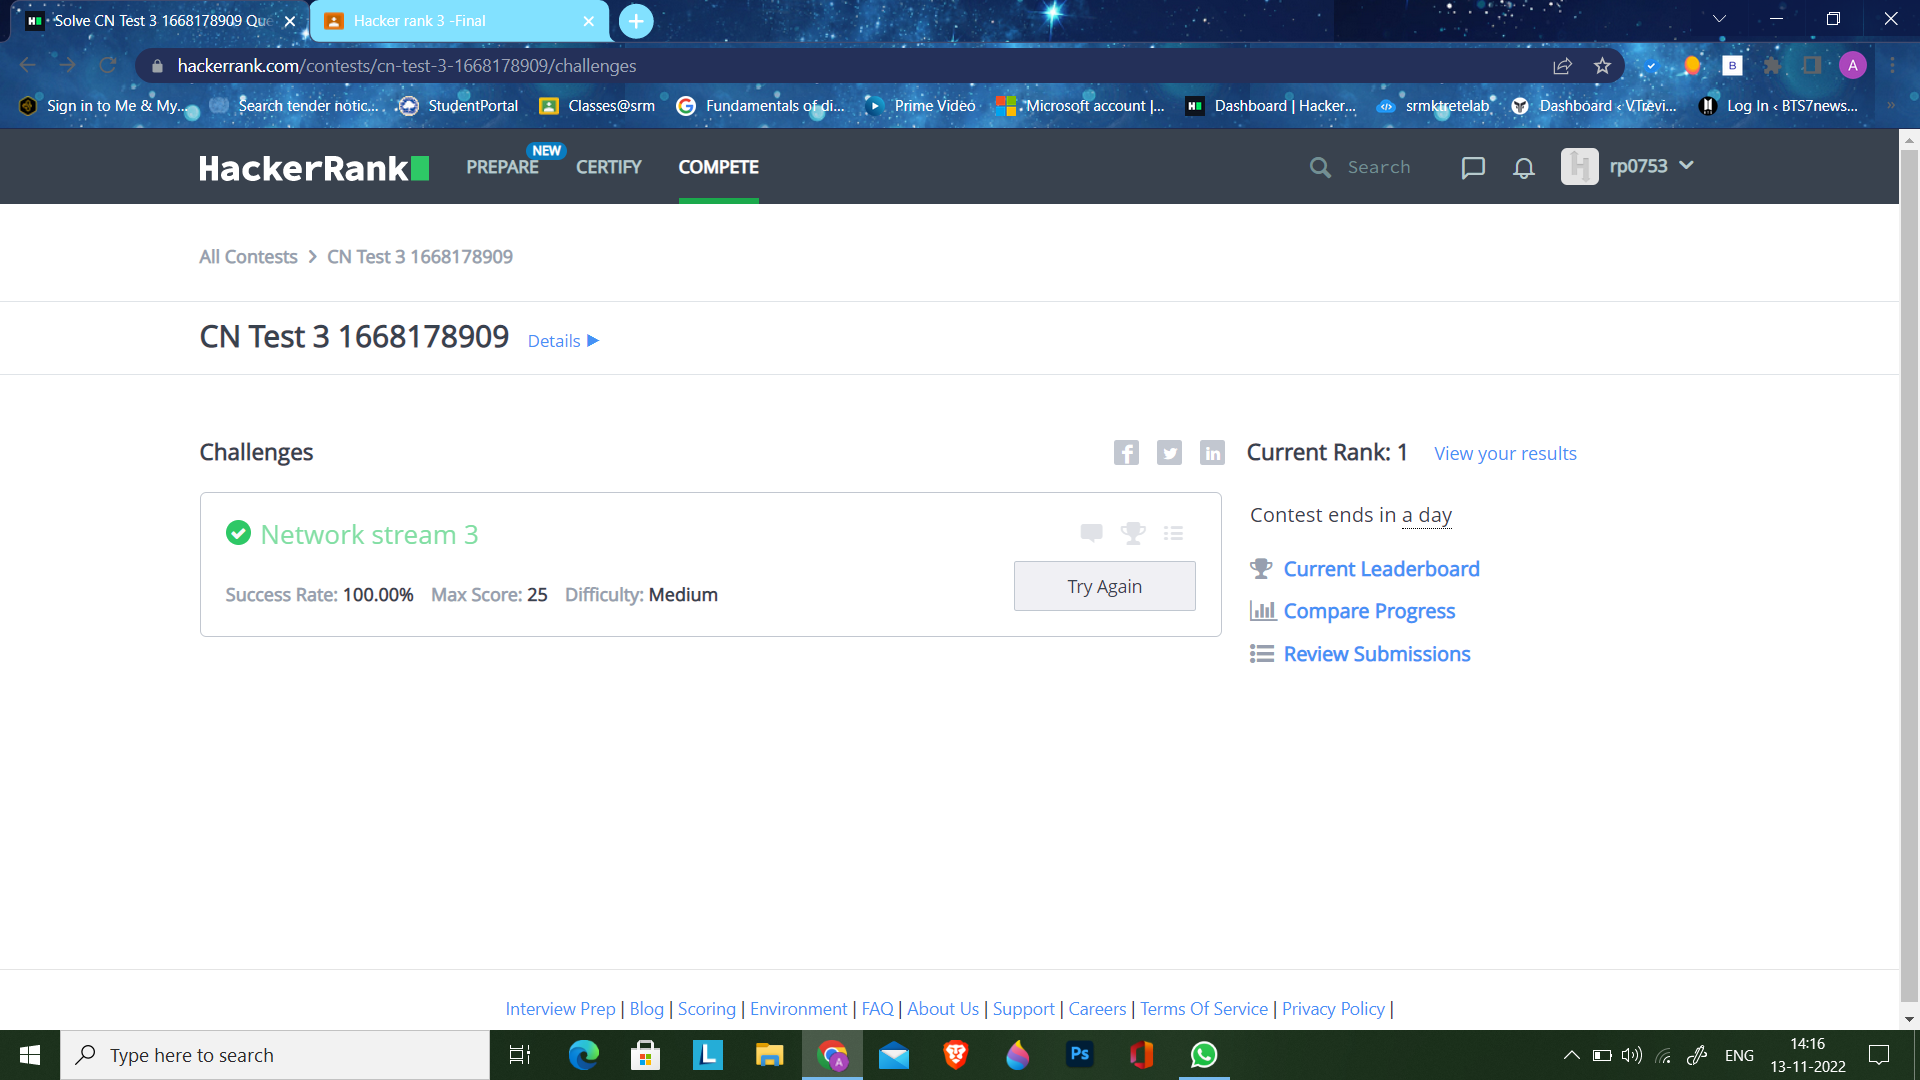 Solve CN Test 3 1668178909 Que
Hacker rank 3 -Final
hackerrank.com/contests/cn-test-3-1668178909/challenges
B
A
Sign in to Me & My...
Search tender notic...
StudentPortal
Classes@srm
Fundamentals of di...
Prime Video
Microsoft account |...
Dashboard | Hacker...
srmktretelab
Dashboard ‹ VTrevi...
Log In ‹ BTS7news...
»
HackerRank
PREPARE
NEW
CERTIFY
COMPETE
Search
rp0753
All Contests
CN Test 3 1668178909
CN Test 3 1668178909
Details
Challenges
Current Rank: 1
View your results
Network stream 3
Success Rate: 100.00% Max Score: 25 Difficulty: Medium
Try Again
Contest ends in a day
Current Leaderboard
Compare Progress
Review Submissions
Interview Prep | Blog | Scoring | Environment | FAQ | About Us | Support | Careers | Terms Of Service | Privacy Policy |
Type here to search
L
Ps
ENG
14:16
13-11-2022